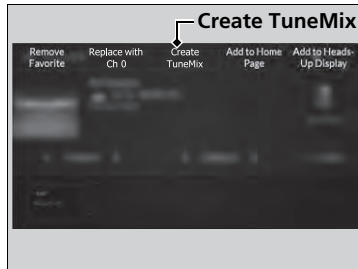 Create TuneMix
Remove Favorite
Replace with Ch 0
Create TuneMix
Add to Home Page
Add to Heads-Up Display